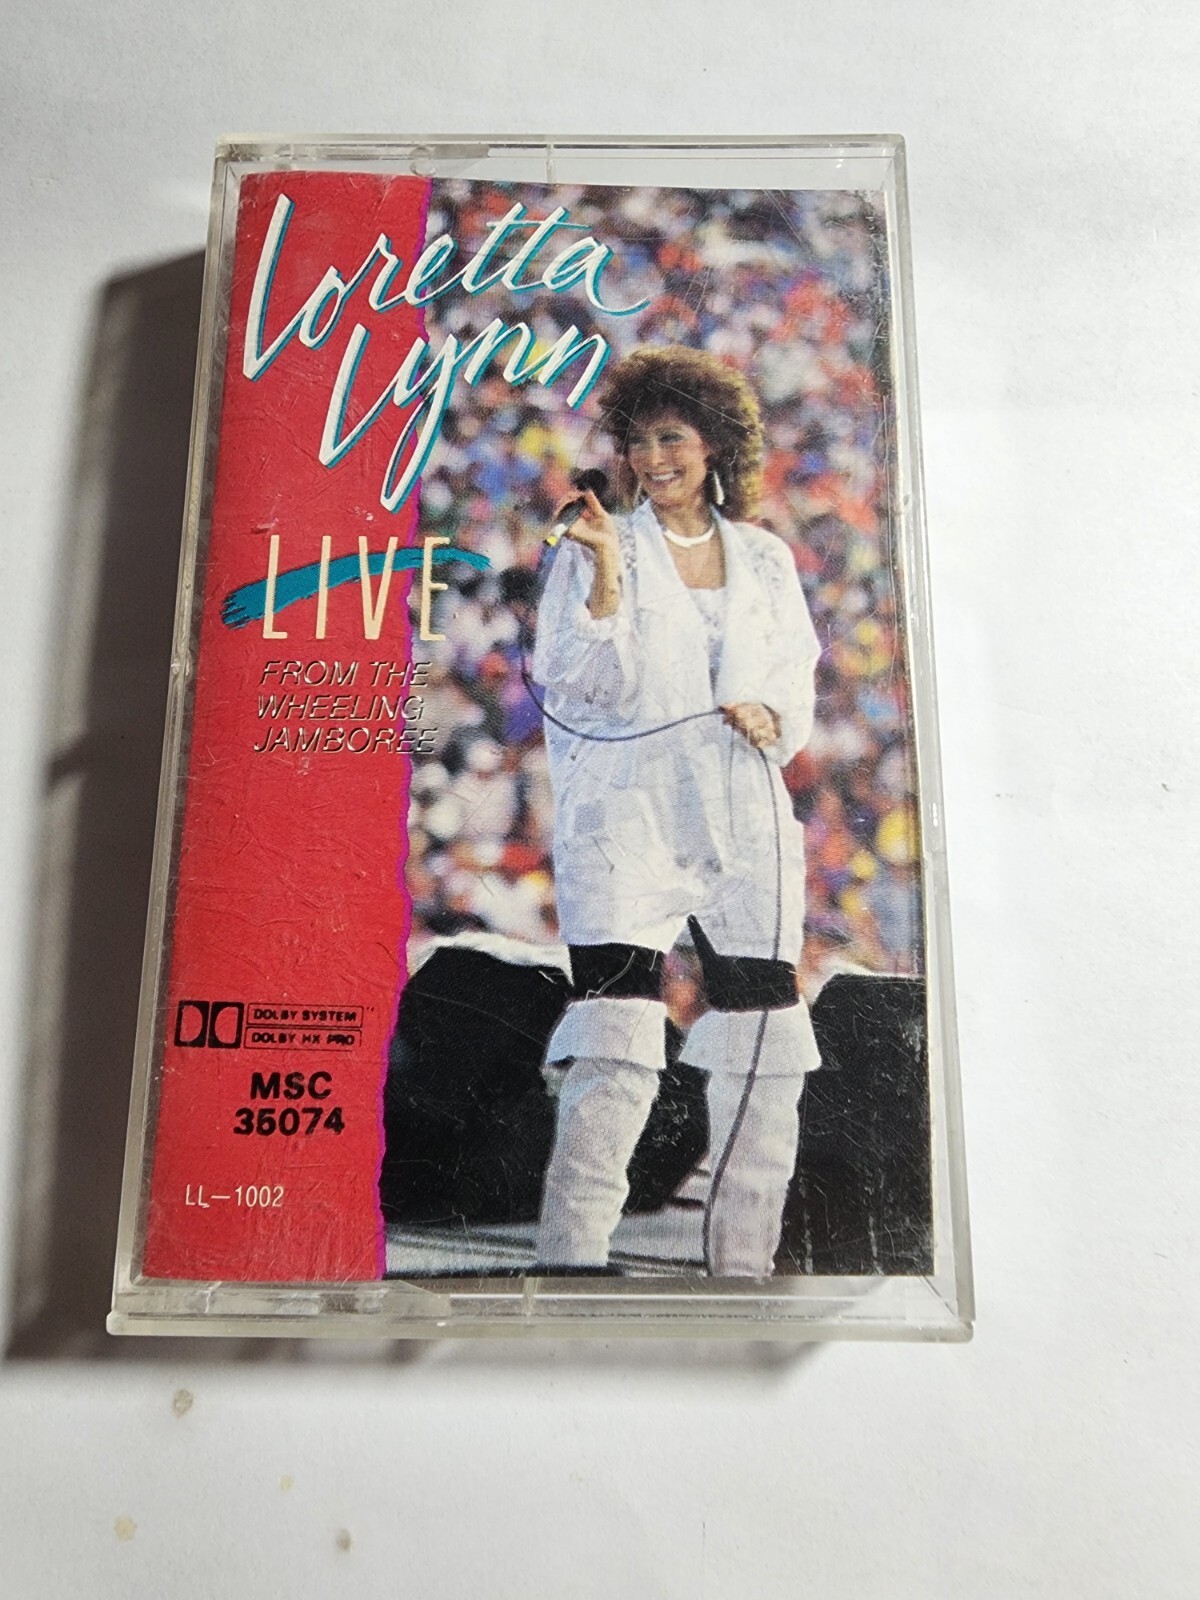 Loretta
Lynn
LIVE
FROM THE
WHEELING
JAMBOREE
DOLBY SYSTEM
DOLBY HX PRO
MSC
35074
LL-1002